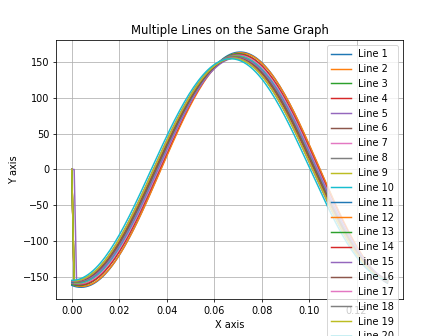 Multiple Lines on the Same Graph
Y axis
150
100
50
0
−50
−100
−150
0.00
0.02
0.04
0.06
0.08
0.10
X axis
Line 1
Line 2
Line 3
Line 4
Line 5
Line 6
Line 7
Line 8
Line 9
Line 10
Line 11
Line 12
Line 13
Line 14
Line 15
Line 16
Line 17
Line 18
Line 19
Line 20